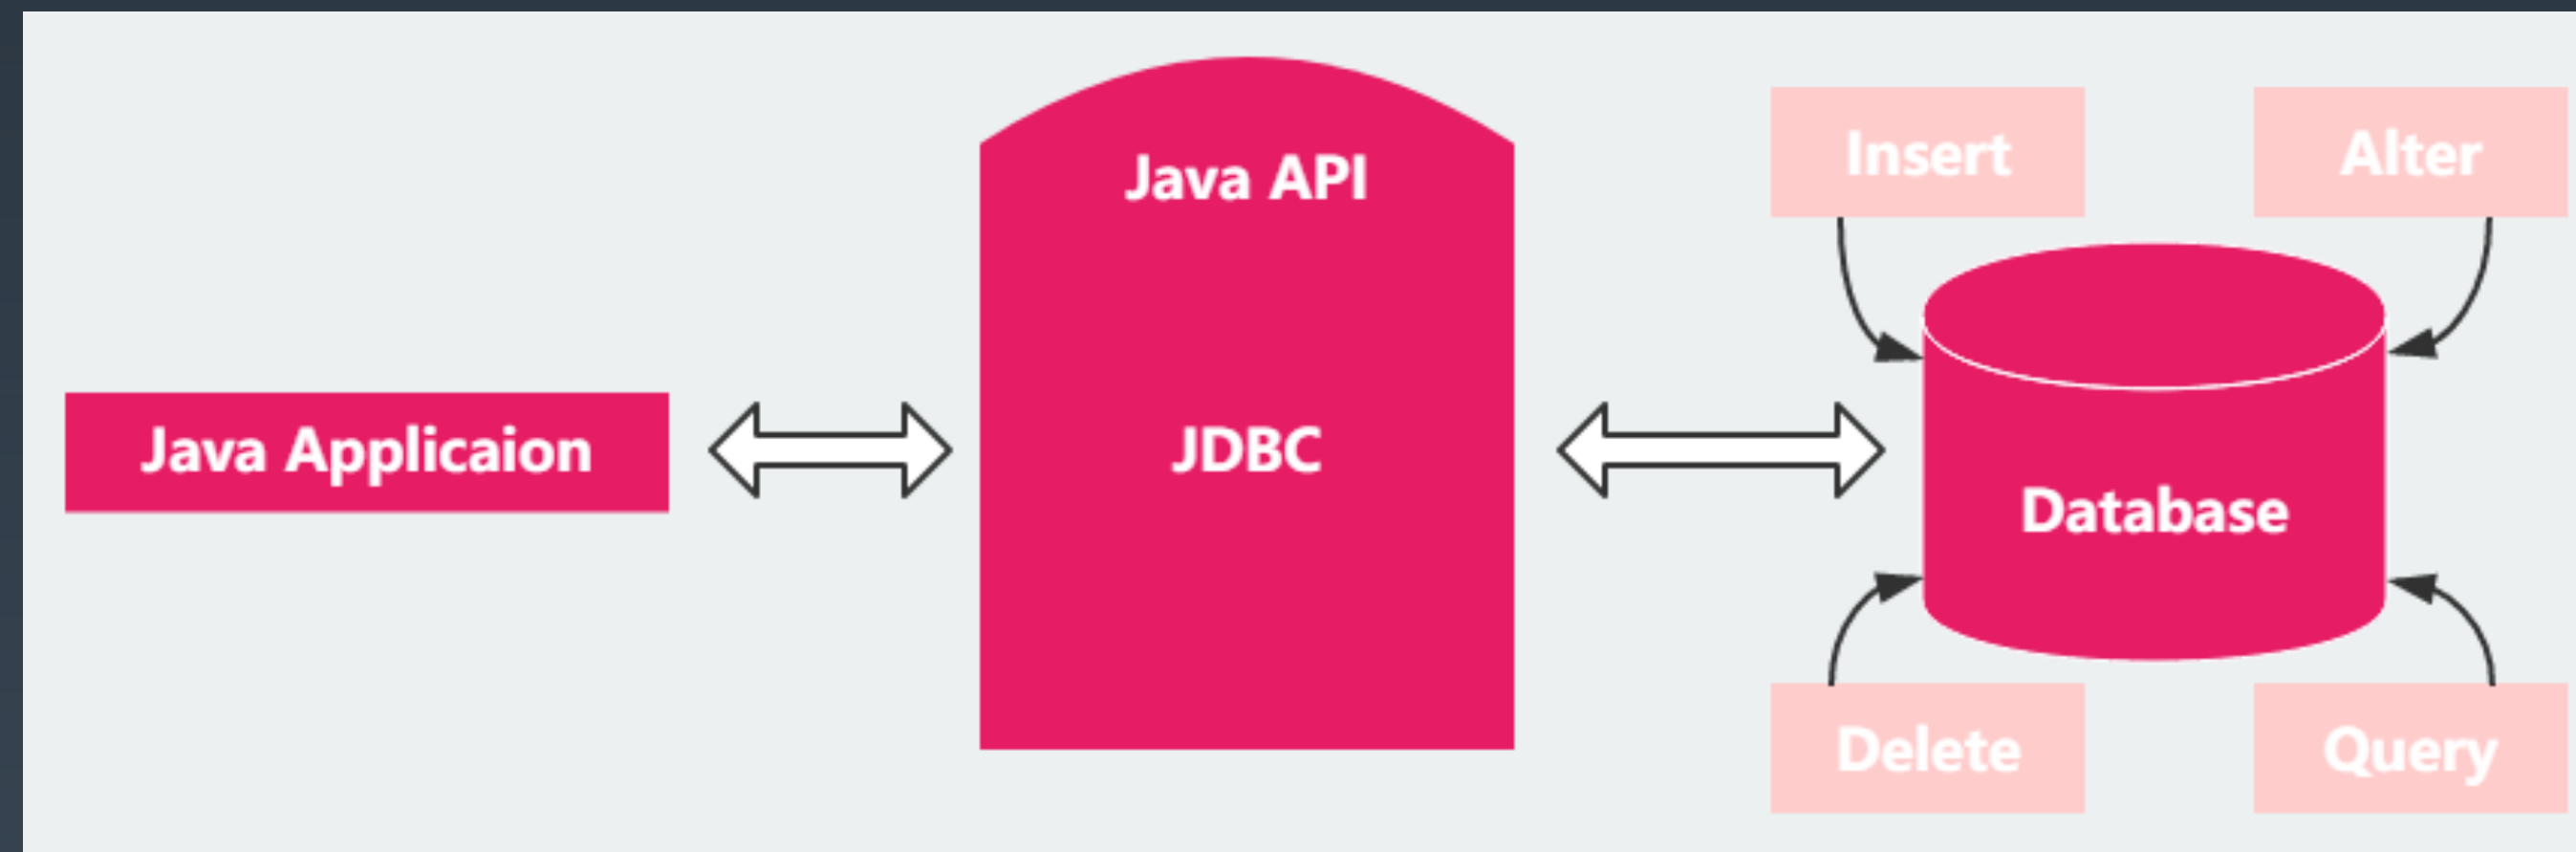 Java API
Insert
Alter
Java Applicaion
JDBC
Database
Delete
Query